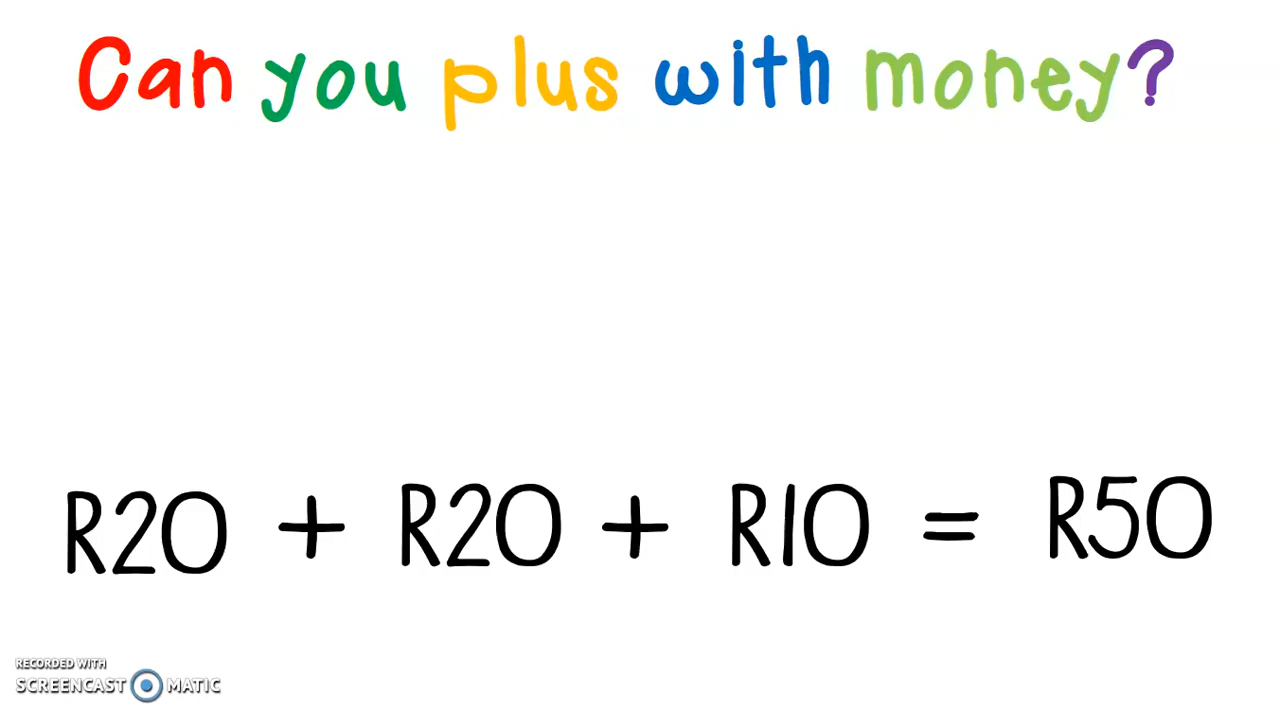 Can you plus with money?
R20 + R20 + R10 = R50
RECORDED WITH
SCREENCAST MATIC